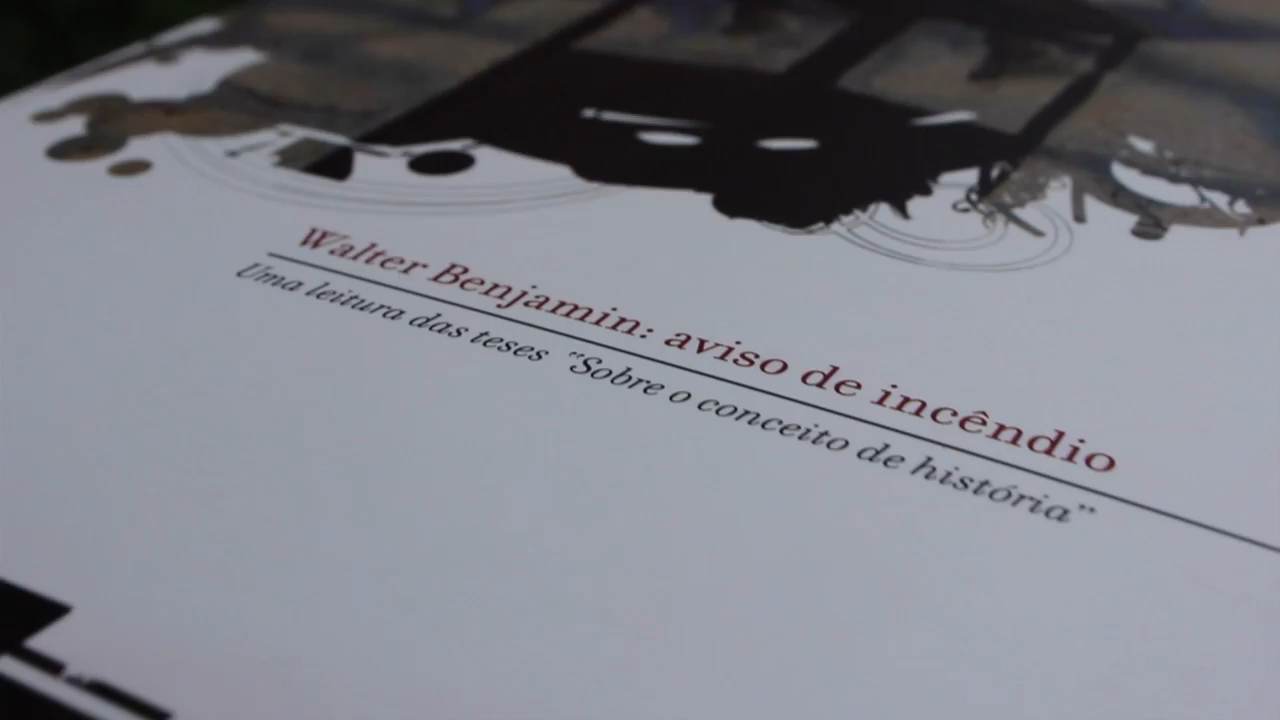 Walter Benjamin: aviso de incêndio
Uma leitura das teses “Sobre o conceito de história”